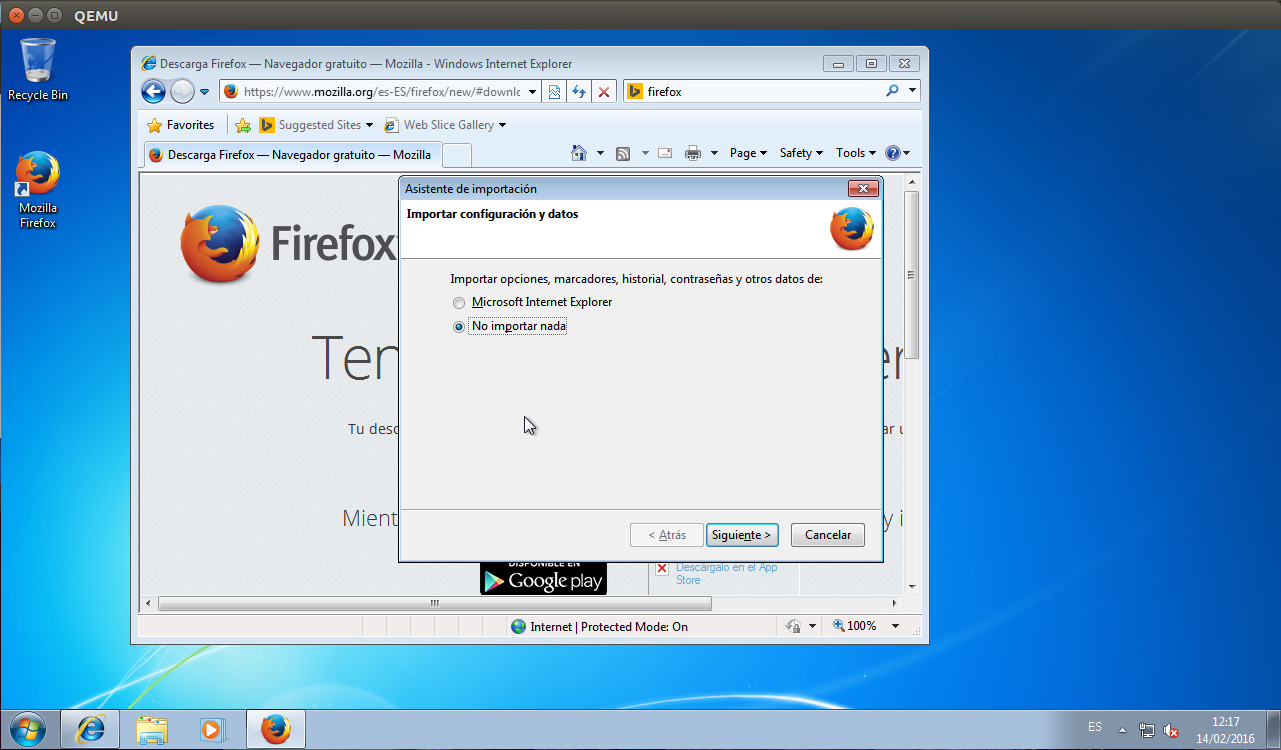 QEMU
Recycle Bin
Mozilla
Firefox
Descarga Firefox — Navegador gratuito — Mozilla - Windows Internet Explorer
https://www.mozilla.org/es-ES/firefox/new/#downlo
firefox
Favorites
Suggested Sites
Web Slice Gallery
Descarga Firefox — Navegador gratuito — Mozilla
Page
Safety
Tools
Firefox
Asistente de importación
Importar configuración y datos
Importar opciones, marcadores, historial, contraseñas y otros datos de:
Microsoft Internet Explorer
No importar nada
< Atrás
Siguiente >
Cancelar
Ten
er
Tu desc
ar u
Mient
y i
DISPONIBLE EN
Google play
Descárgalo en el App
Store
Internet | Protected Mode: On
100%
ES
12:17
14/02/2016